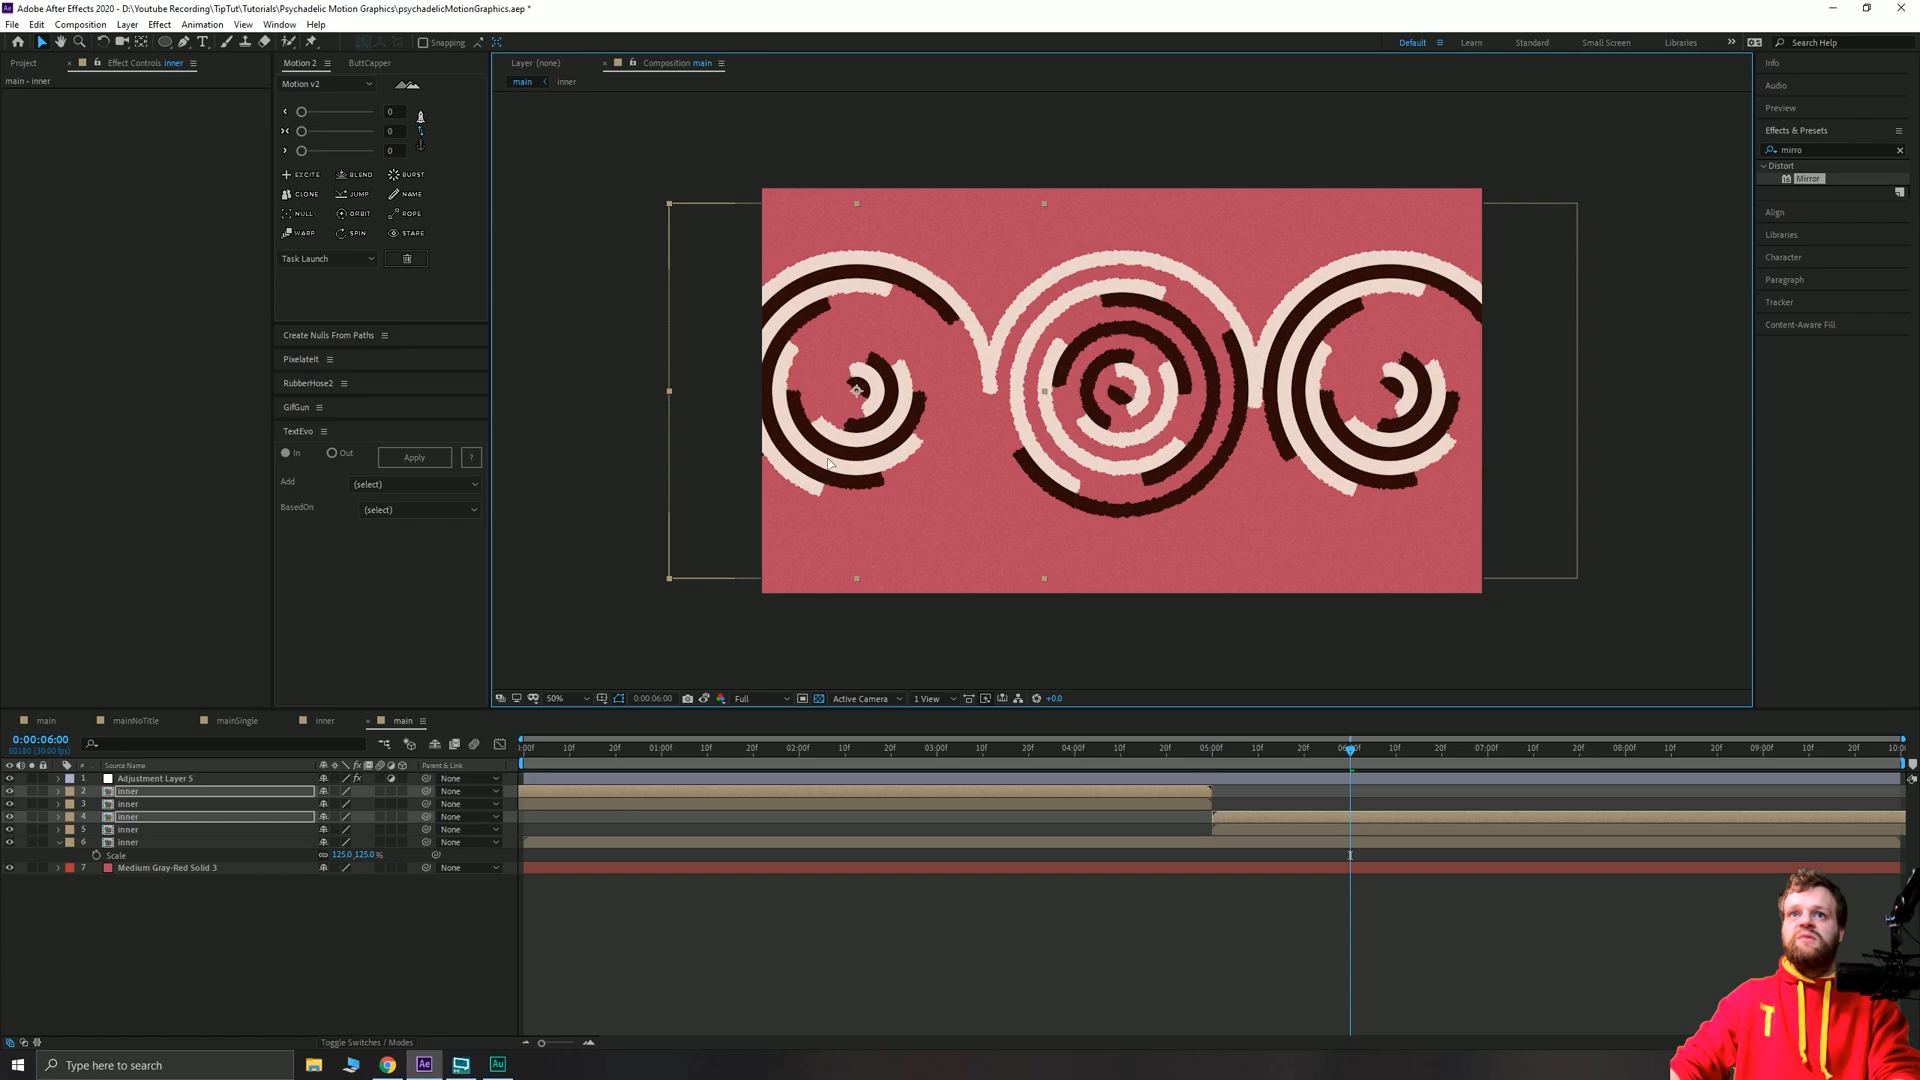 Adobe After Effects 2020 - D:\Youtube Recording\TipTut\Tutorials\Psychadelic Motion Graphics\psychadelicMotionGraphics.aep *
File Edit Composition Layer Effect Animation View Window Help
Snapping
Default Learn Standard Small Screen Libraries Search Help
Project Effect Controls inner
main • inner
Motion 2 ButtCapper
Motion v2
0
0
0
EXCITE BLEND BURST
CLONE JUMP NAME
NULL ORBIT ROPE
WARP SPIN STARE
Task Launch
Create Nulls From Paths
PixelateIt
RubberHose2
GifGun
TextEvo
In Out Apply ?
Add (select)
BasedOn (select)
Layer (none) Composition main
main inner
50% 0:00:06:00 Full Active Camera 1 View +0.0
Info
Audio
Preview
Effects & Presets
mirro
Distort
Mirror
Align
Libraries
Character
Paragraph
Tracker
Content-Aware Fill
main mainNoTitle mainSingle inner main
0:00:06:00
00180 (30.00 fps)
:00f 10f 20f 01:00f 10f 20f 02:00f 10f 20f 03:00f 10f 20f 04:00f 10f 20f 05:00f 10f 20f 06:00f 10f 20f 07:00f 10f 20f 08:00f 10f 20f 09:00f 10f 20f 10:0
# Source Name Parent & Link
1 Adjustment Layer 5 None
2 inner None
3 inner None
4 inner None
5 inner None
6 inner None
Scale 125.0,125.0%
7 Medium Gray-Red Solid 3 None
Toggle Switches / Modes
Type here to search
Ae
Au